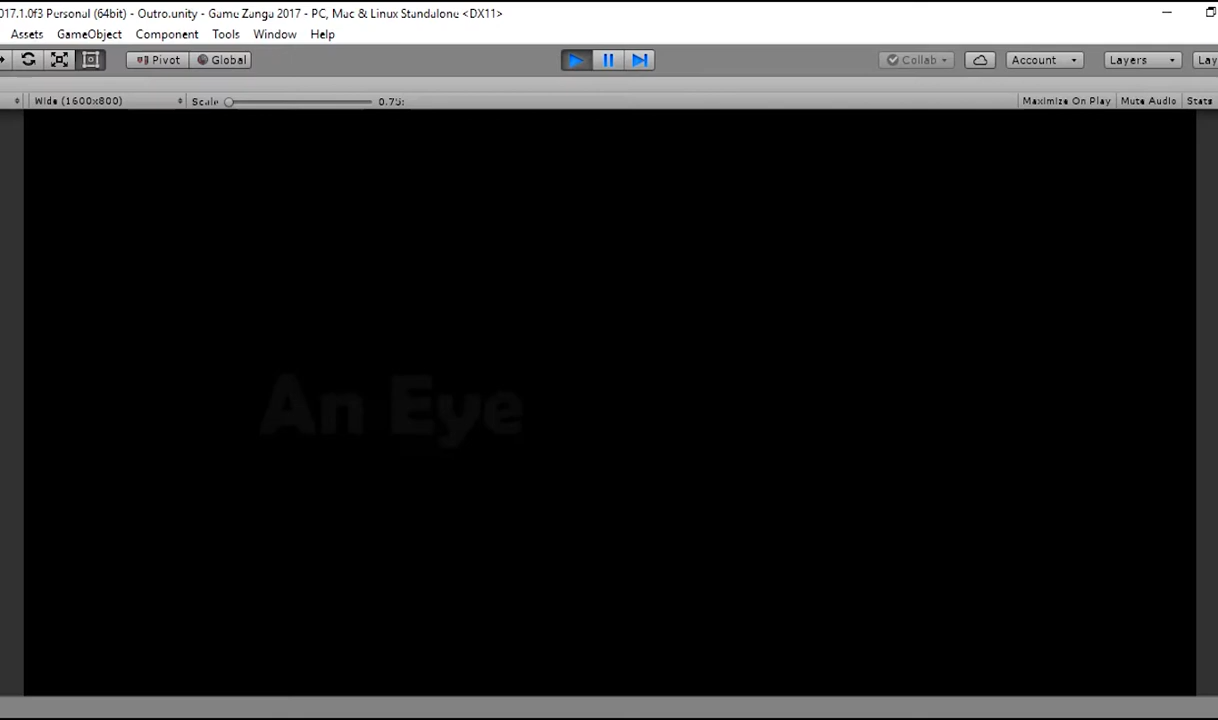 017.1.0f3 Personal (64bit) - Outro.unity - Game Zanga 2017 - PC, Mac & Linux Standalone <DX11>
Assets GameObject Component Tools Window Help
Pivot Global Collab Account Layers Lay
Wide (1600x800) Scale 0.75: Maximize On Play Mute Audio Stats
An Eye